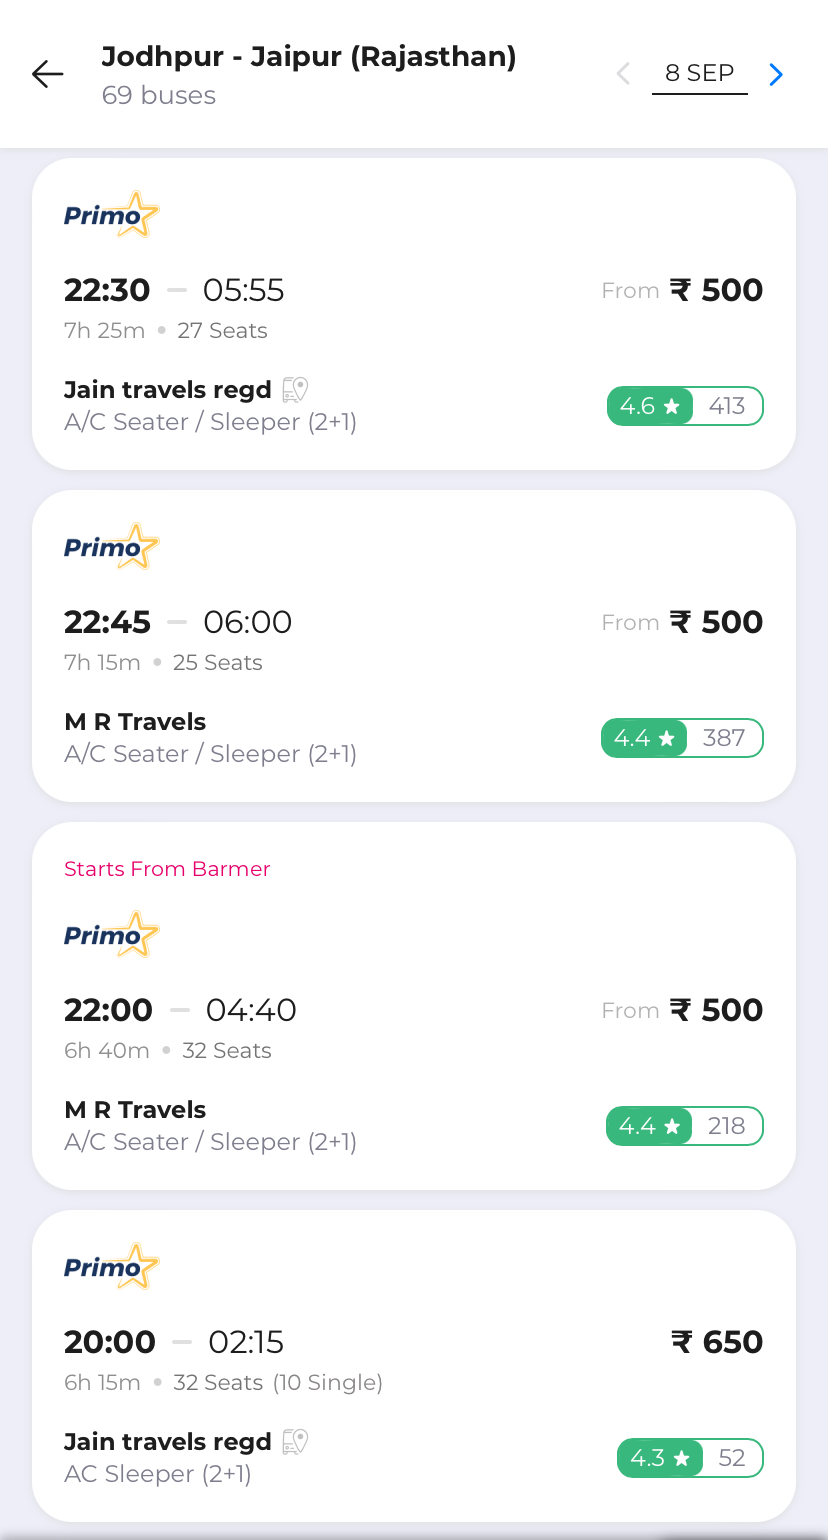 Jodhpur - Jaipur (Rajasthan)
69 buses
8 SEP
Primo
22:30 – 05:55
From ₹ 500
7h 25m • 27 Seats
Jain travels regd
A/C Seater / Sleeper (2+1)
4.6 ★ 413
Primo
22:45 – 06:00
From ₹ 500
7h 15m • 25 Seats
M R Travels
A/C Seater / Sleeper (2+1)
4.4 ★ 387
Starts From Barmer
Primo
22:00 – 04:40
From ₹ 500
6h 40m • 32 Seats
M R Travels
A/C Seater / Sleeper (2+1)
4.4 ★ 218
Primo
20:00 – 02:15
₹ 650
6h 15m • 32 Seats (10 Single)
Jain travels regd
AC Sleeper (2+1)
4.3 ★ 52